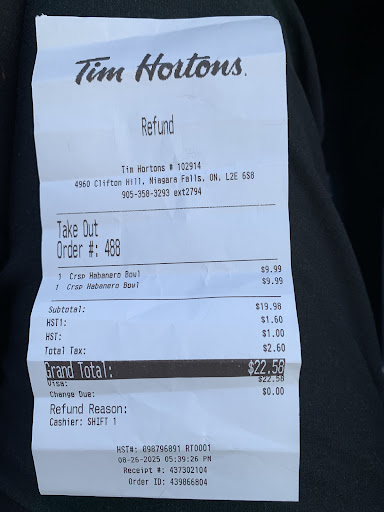 Tim Hortons.
Refund
Tim Hortons # 102914
4960 Clifton Hill, Niagara Falls, ON, L2E 6S8
905-358-3293 ext2794
Take Out
Order #: 488
1 Crsp Habanero Bowl $9.99
1 Crsp Habanero Bowl $9.99
Subtotal: $19.98
HST1: $1.60
HST: $1.00
Total Tax: $2.60
Grand Total: $22.58
Visa: $22.58
Change Due: $0.00
Refund Reason:
Cashier: SHIFT 1
HST#: 898796891 RT0001
08-26-2025 05:39:26 PM
Receipt #: 437302104
Order ID: 439866804